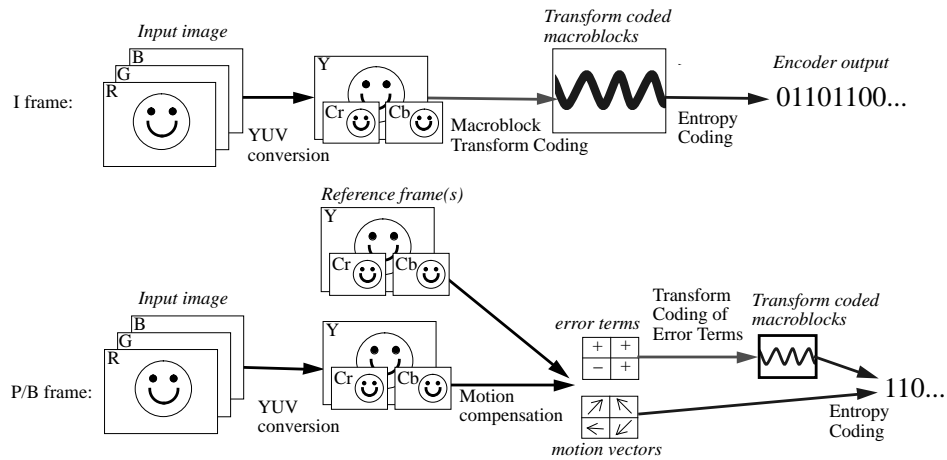 Input image
B
G
R
I frame:
YUV
conversion
Y
Cr
Cb
Macroblock
Transform Coding
Transform coded
macroblocks
Entropy
Coding
Encoder output
01101100...
Reference frame(s)
Y
Cr
Cb
Input image
B
G
R
P/B frame:
YUV
conversion
Y
Cr
Cb
Motion
compensation
error terms
+ +
− +
motion vectors
Transform
Coding of
Error Terms
Transform coded
macroblocks
Entropy
Coding
110...